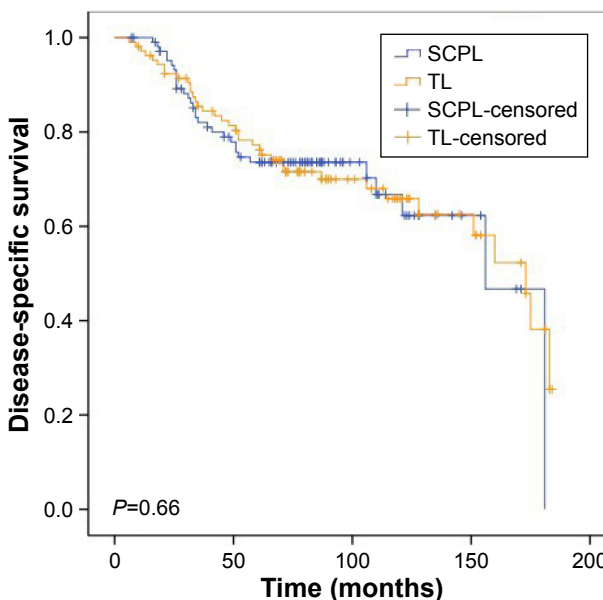 SCPL
TL
SCPL-censored
TL-censored
Disease-specific survival
1.0
0.8
0.6
0.4
0.2
0.0
P=0.66
0 50 100 150 200
Time (months)